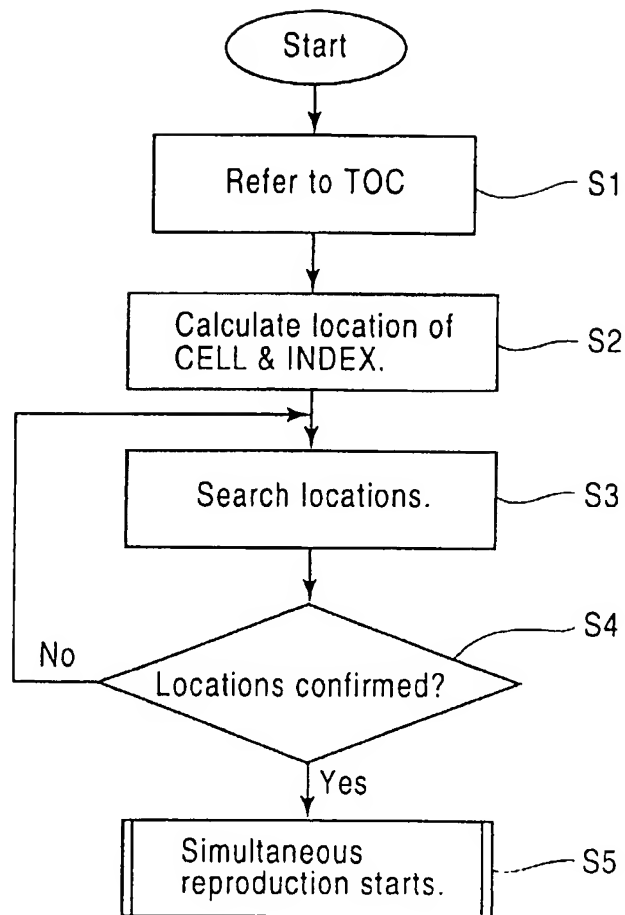 Start
Refer to TOC
S1
Calculate location of
CELL & INDEX.
S2
Search locations.
S3
S4
No
Locations confirmed?
Yes
Simultaneous
reproduction starts.
S5